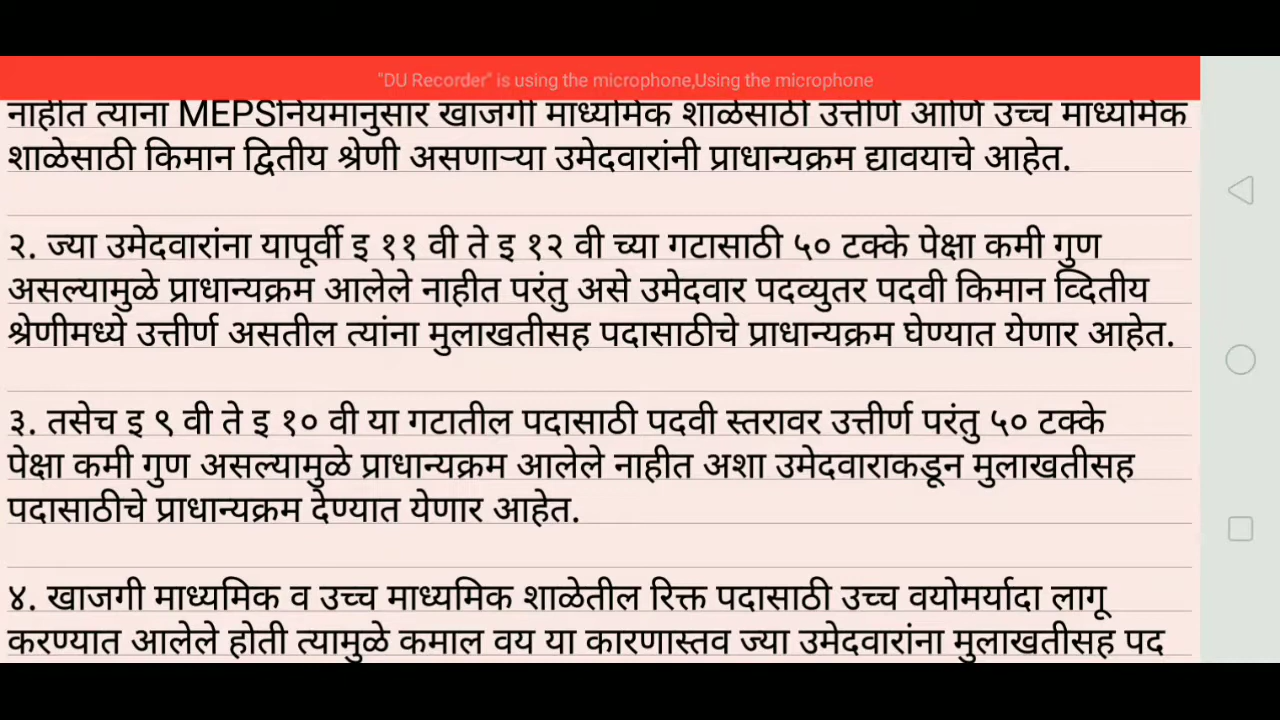 "DU Recorder" is using the microphone,Using the microphone
नाहीत त्यांना MEPSनियमानुसार खाजगी माध्यमिक शाळेसाठी उत्तीर्ण आणि उच्च माध्यमिक
शाळेसाठी किमान द्वितीय श्रेणी असणाऱ्या उमेदवारांनी प्राधान्यक्रम द्यावयाचे आहेत.
२. ज्या उमेदवारांना यापूर्वी इ ११ वी ते इ १२ वी च्या गटासाठी ५० टक्के पेक्षा कमी गुण
असल्यामुळे प्राधान्यक्रम आलेले नाहीत परंतु असे उमेदवार पदव्युतर पदवी किमान व्दितीय
श्रेणीमध्ये उत्तीर्ण असतील त्यांना मुलाखतीसह पदासाठीचे प्राधान्यक्रम घेण्यात येणार आहेत.
३. तसेच इ ९ वी ते इ १० वी या गटातील पदासाठी पदवी स्तरावर उत्तीर्ण परंतु ५० टक्के
पेक्षा कमी गुण असल्यामुळे प्राधान्यक्रम आलेले नाहीत अशा उमेदवाराकडून मुलाखतीसह
पदासाठीचे प्राधान्यक्रम देण्यात येणार आहेत.
४. खाजगी माध्यमिक व उच्च माध्यमिक शाळेतील रिक्त पदासाठी उच्च वयोमर्यादा लागू
करण्यात आलेले होती त्यामुळे कमाल वय या कारणास्तव ज्या उमेदवारांना मुलाखतीसह पद